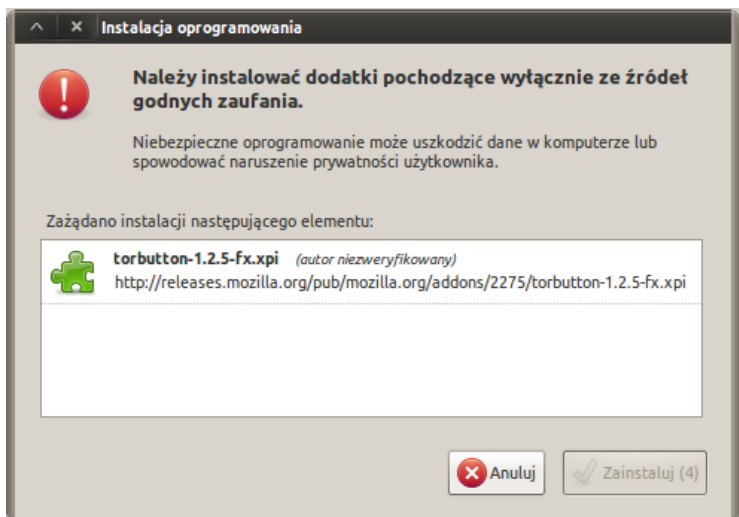 Instalacja oprogramowania
Należy instalować dodatki pochodzące wyłącznie ze źródeł
godnych zaufania.
Niebezpieczne oprogramowanie może uszkodzić dane w komputerze lub
spowodować naruszenie prywatności użytkownika.
Zażądano instalacji następującego elementu:
torbutton-1.2.5-fx.xpi (autor niezweryfikowany)
http://releases.mozilla.org/pub/mozilla.org/addons/2275/torbutton-1.2.5-fx.xpi
Anuluj Zainstaluj (4)